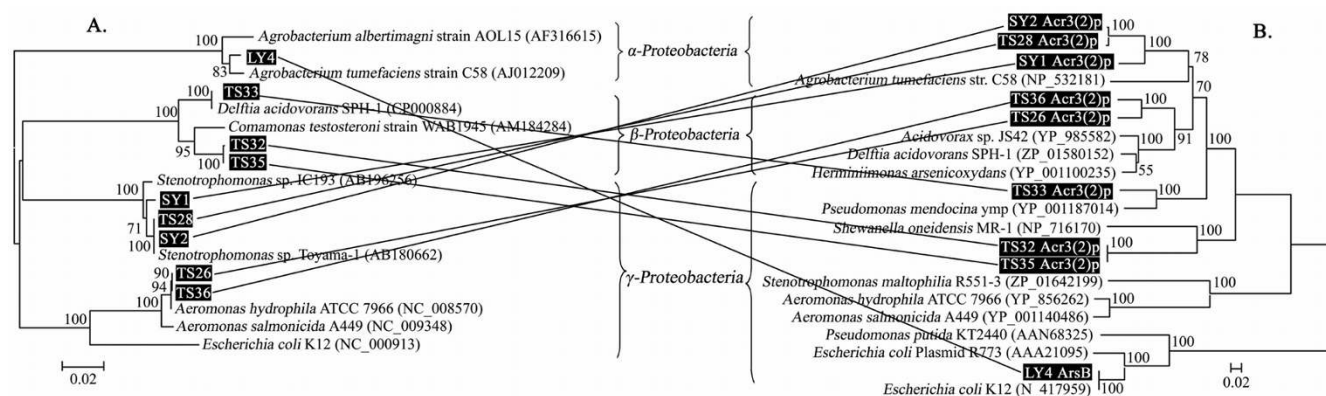 A.
Agrobacterium albertimagni strain AOL15 (AF316615)
100
LY4
83
Agrobacterium tumefaciens strain C58 (AJ012209)
TS33
100
Delftia acidovorans SPH-1 (CP000884)
100
Comamonas testosteroni strain WAB1945 (AM184284)
TS32
95
100
TS35
Stenotrophomonas sp. IC193 (AB196256)
100
SY1
TS28
71
SY2
100
Stenotrophomonas sp. Toyama-1 (AB180662)
90
TS26
94
TS36
100
Aeromonas hydrophila ATCC 7966 (NC_008570)
100
Aeromonas salmonicida A449 (NC_009348)
Escherichia coli K12 (NC_000913)
0.02
α-Proteobacteria
β-Proteobacteria
γ-Proteobacteria
B.
SY2 Acr3(2)p
100
TS28 Acr3(2)p
100
SY1 Acr3(2)p
78
Agrobacterium tumefaciens str. C58 (NP_532181)
70
TS36 Acr3(2)p
100
TS26 Acr3(2)p
91
Acidovorax sp. JS42 (YP_985582)
100
100
Delftia acidovorans SPH-1 (ZP_01580152)
55
Herminiimonas arsenicoxydans (YP_001100235)
TS33 Acr3(2)p
100
Pseudomonas mendocina ymp (YP_001187014)
Shewanella oneidensis MR-1 (NP_716170)
100
TS32 Acr3(2)p
100
TS35 Acr3(2)p
Stenotrophomonas maltophilia R551-3 (ZP_01642199)
100
Aeromonas hydrophila ATCC 7966 (YP_856262)
100
Aeromonas salmonicida A449 (YP_001140486)
Pseudomonas putida KT2440 (AAN68325)
100
Escherichia coli Plasmid R773 (AAA21095)
100
LY4 ArsB
100
Escherichia coli K12 (N_417959)
0.02